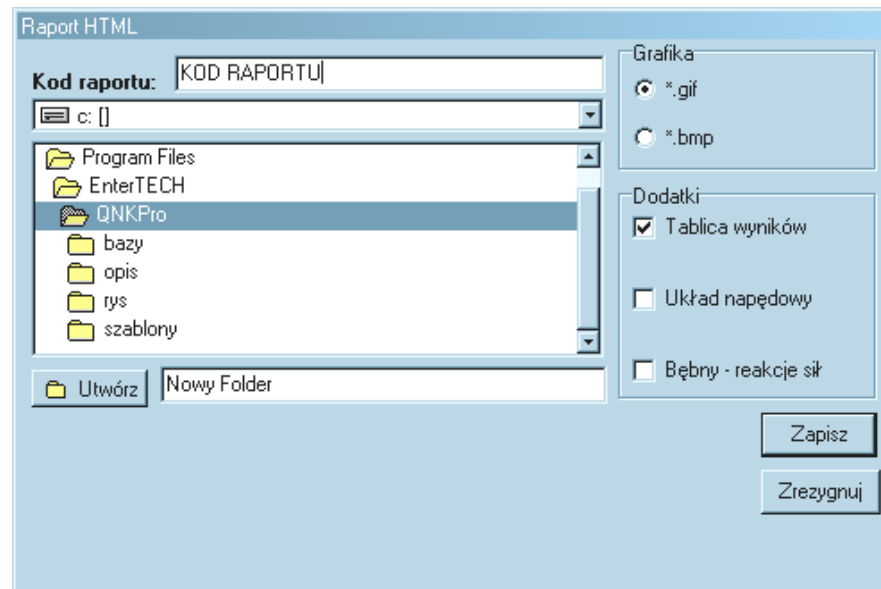 Raport HTML
Kod raportu: KOD RAPORTU
c: []
Program Files
EnterTECH
QNKPro
bazy
opis
rys
szablony
Utwórz Nowy Folder
Grafika
*.gif
*.bmp
Dodatki
Tablica wyników
Układ napędowy
Bębny - reakcje sił
Zapisz
Zrezygnuj